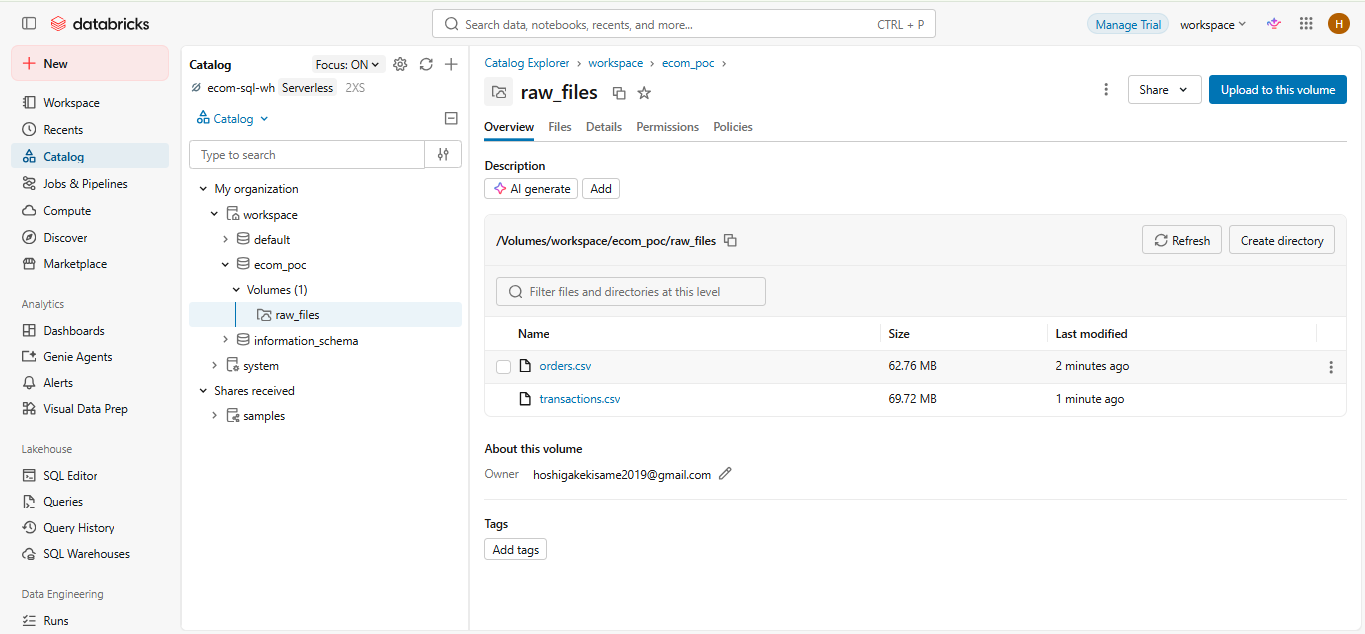 databricks
Search data, notebooks, recents, and more...
CTRL + P
Manage Trial
workspace
H
New
Workspace
Recents
Catalog
Jobs & Pipelines
Compute
Discover
Marketplace
Analytics
Dashboards
Genie Agents
Alerts
Visual Data Prep
Lakehouse
SQL Editor
Queries
Query History
SQL Warehouses
Data Engineering
Runs
Catalog
Focus: ON
ecom-sql-wh Serverless 2XS
Catalog
Type to search
My organization
workspace
default
ecom_poc
Volumes (1)
raw_files
information_schema
system
Shares received
samples
Catalog Explorer > workspace > ecom_poc >
raw_files
Share
Upload to this volume
Overview Files Details Permissions Policies
Description
AI generate Add
/Volumes/workspace/ecom_poc/raw_files
Refresh
Create directory
Filter files and directories at this level
Name Size Last modified
orders.csv 62.76 MB 2 minutes ago
transactions.csv 69.72 MB 1 minute ago
About this volume
Owner hoshigakekisame2019@gmail.com
Tags
Add tags